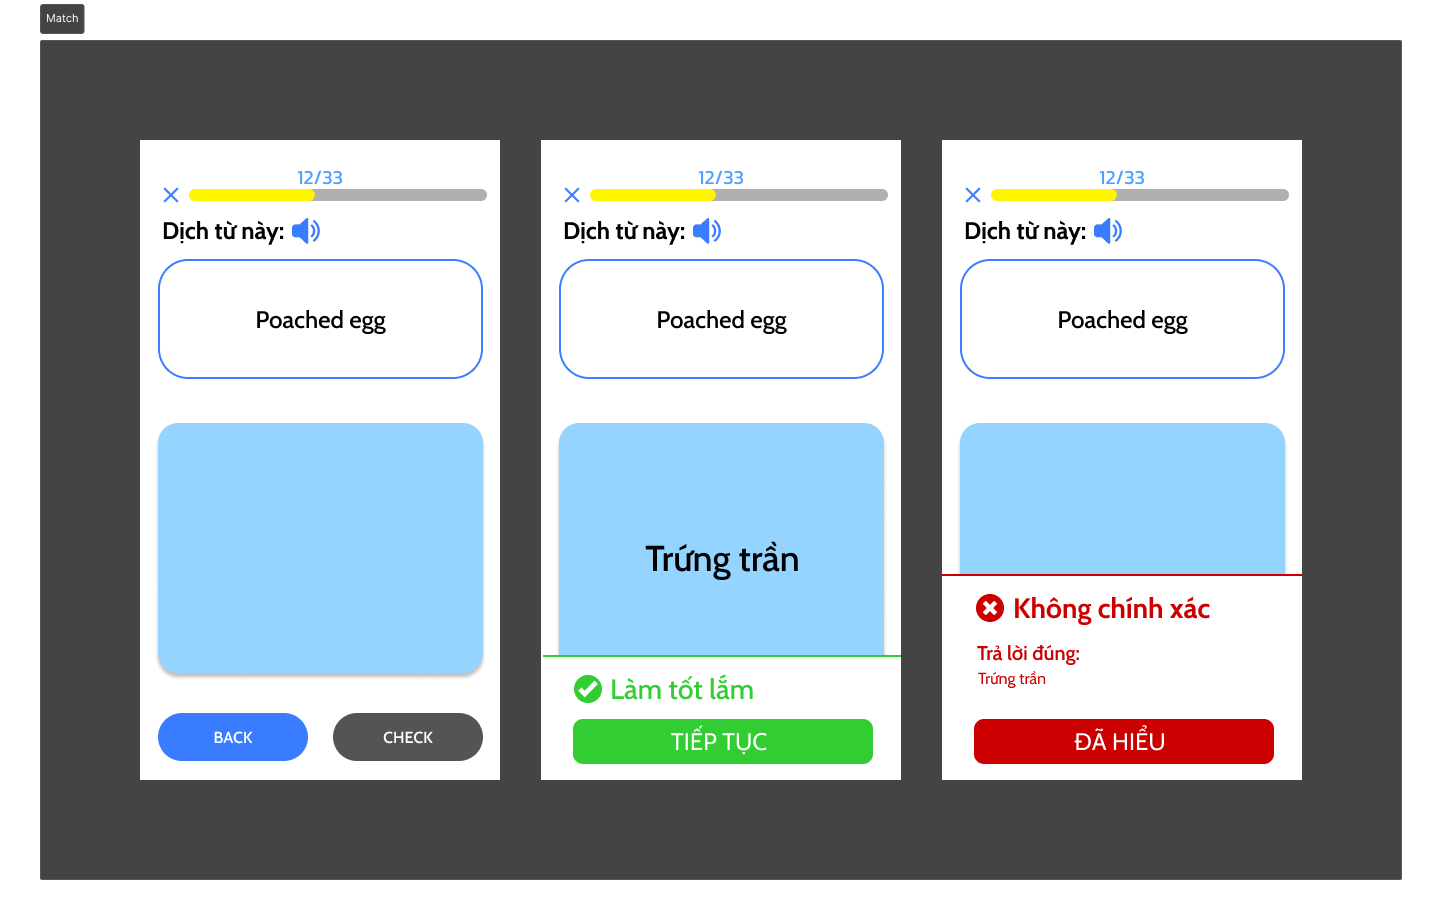 Match
12/33
Dịch từ này:
Poached egg
BACK
CHECK
12/33
Dịch từ này:
Poached egg
Trứng trần
Làm tốt lắm
TIẾP TỤC
12/33
Dịch từ này:
Poached egg
Không chính xác
Trả lời đúng:
Trứng trần
ĐÃ HIỂU